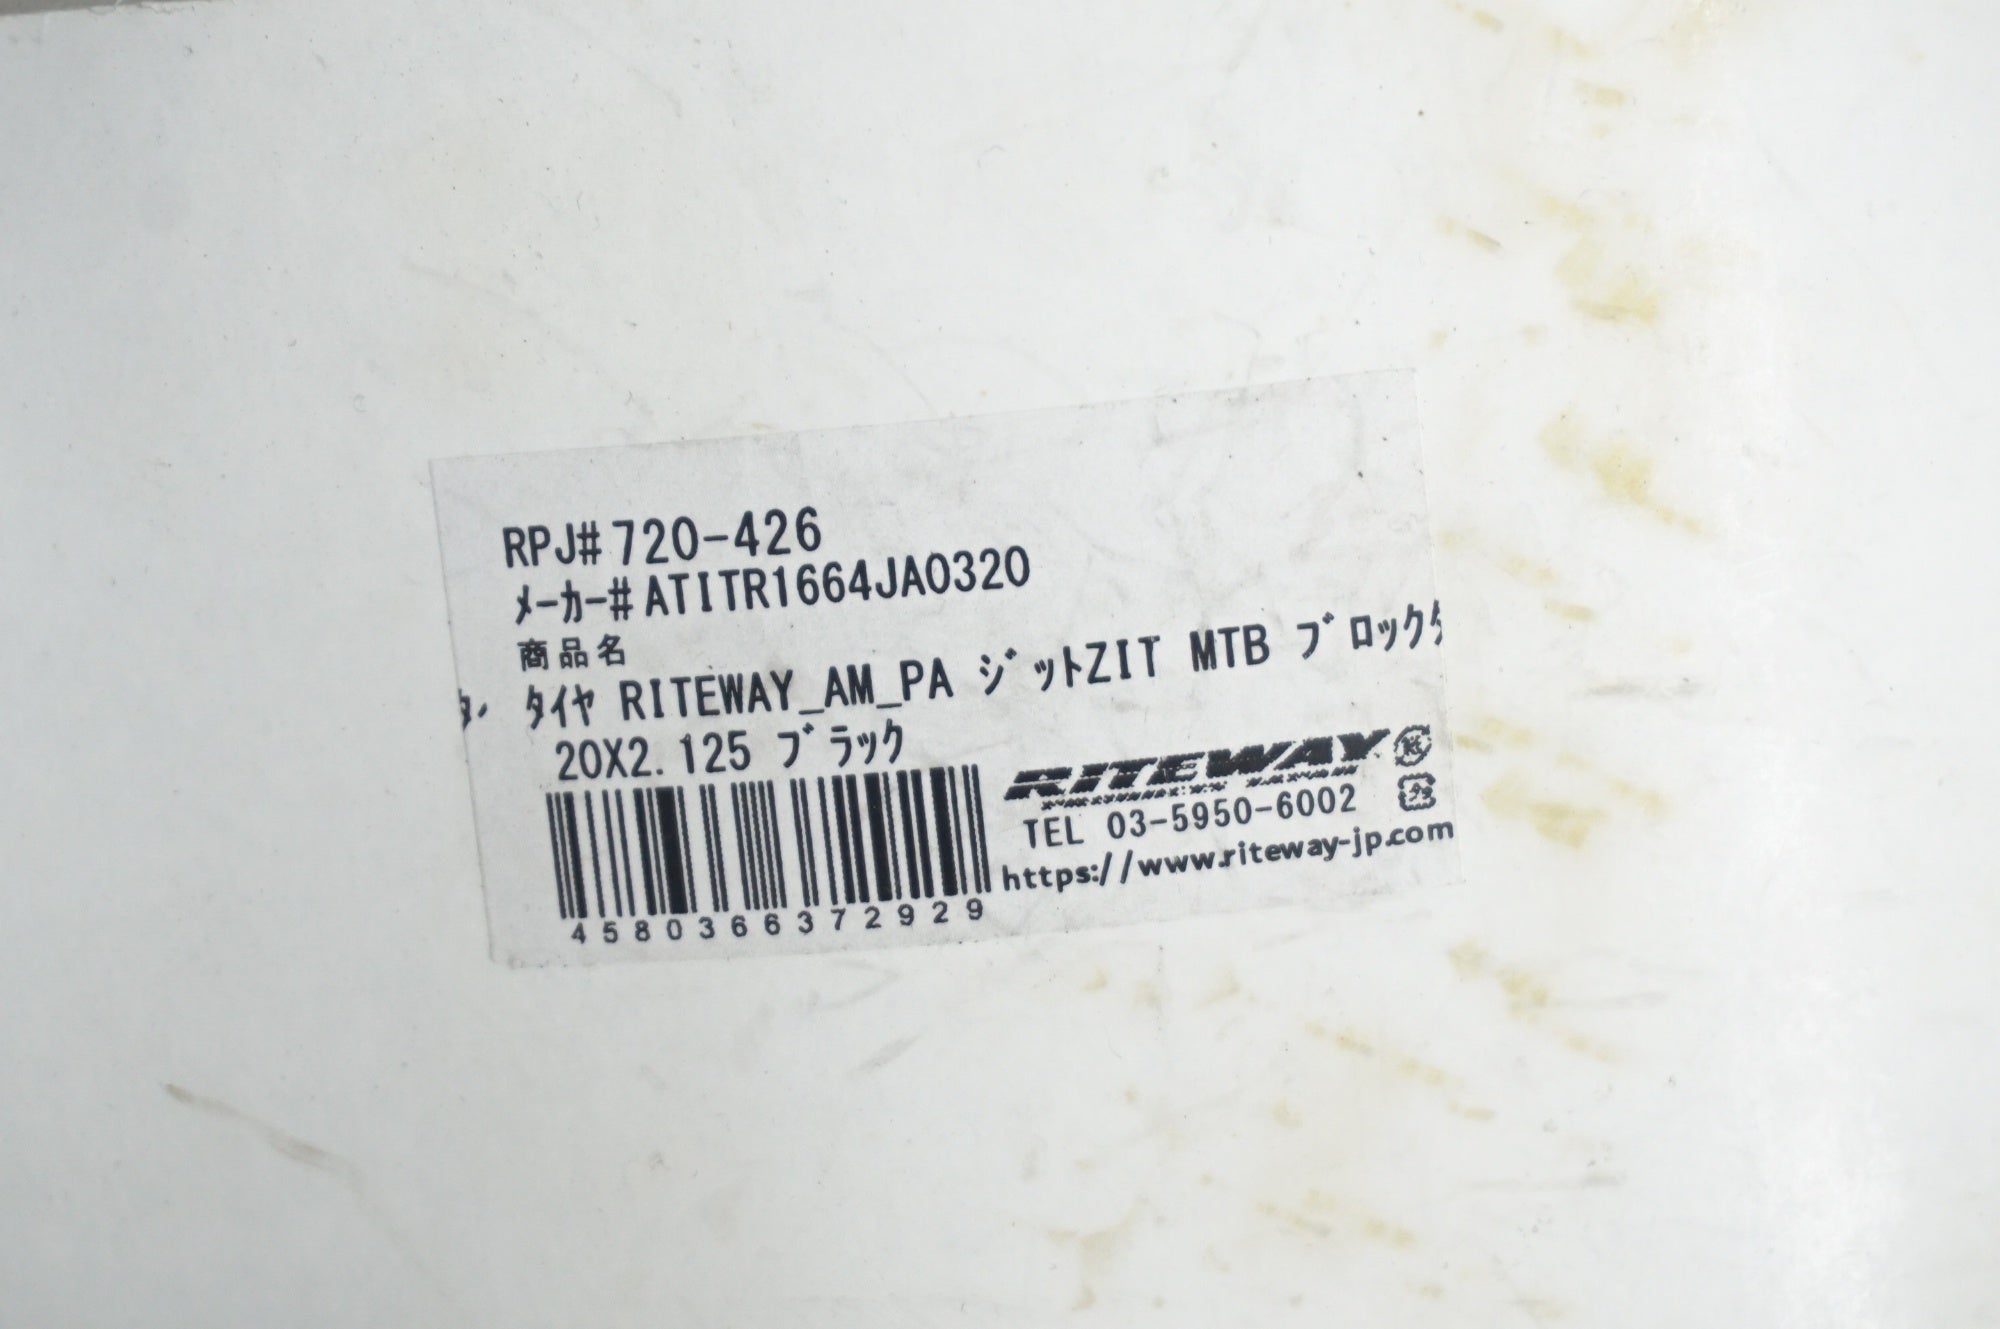 RPJ#720-426
ﾒｰｶｰ#ATITR1664JA0320
商品名
ﾀｲﾔ RITEWAY_AM_PA ｼﾞｯﾄZIT MTB ﾌﾞﾛｯｸﾀ
20X2.125 ﾌﾞﾗｯｸ
RITEWAY
TEL 03-5950-6002
https://www.riteway-jp.com
4580366372929